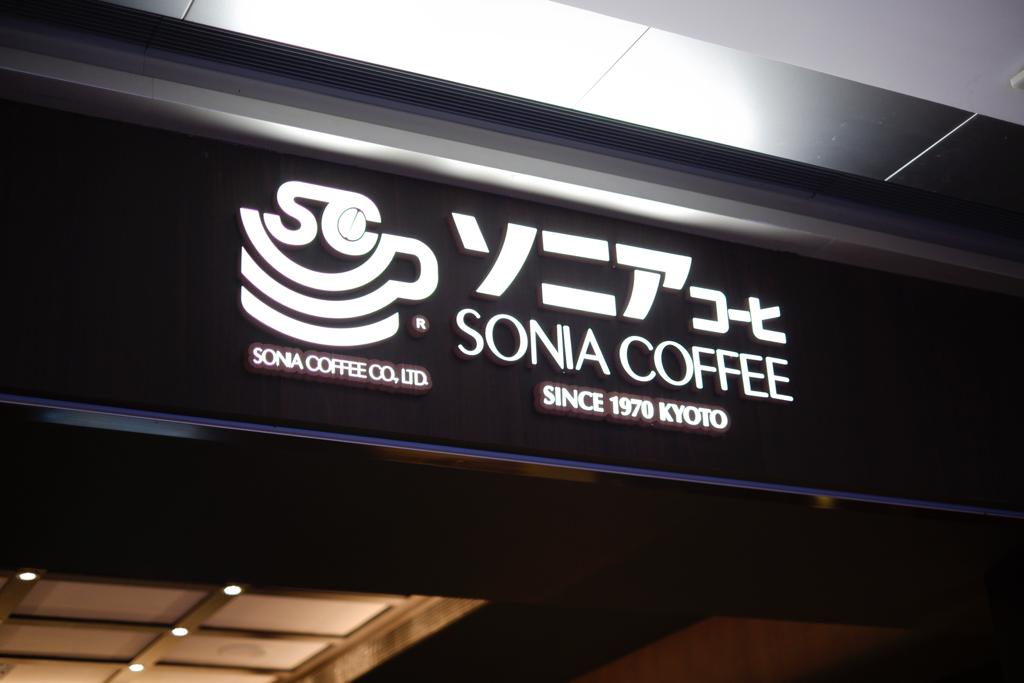 SC
®
SONIA COFFEE CO., LTD.
ソニアコーヒ
SONIA COFFEE
SINCE 1970 KYOTO